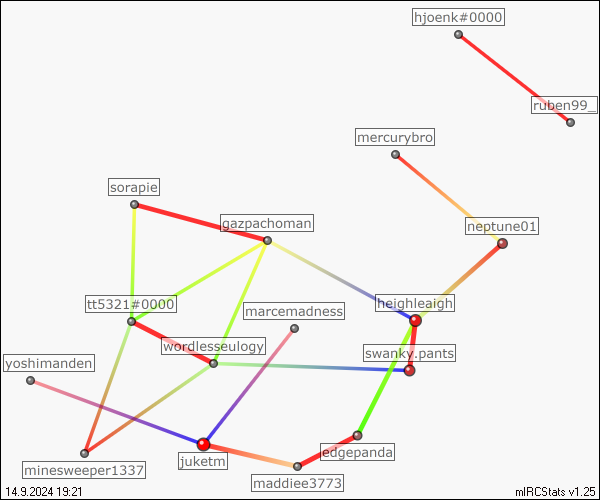 hjoenk#0000
ruben99_
mercurybro
sorapie
gazpachoman
neptune01
tt5321#0000
marcemadness
heighleaigh
wordlesseulogy
swanky.pants
yoshimanden
edgepanda
minesweeper1337
juketm
maddiee3773
14.9.2024 19:21
mIRCStats v1.25